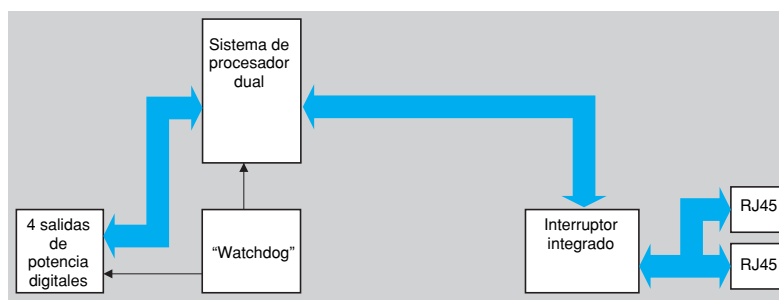 Sistema de
procesador
dual
4 salidas
de
potencia
digitales
“Watchdog”
Interruptor
integrado
RJ45
RJ45